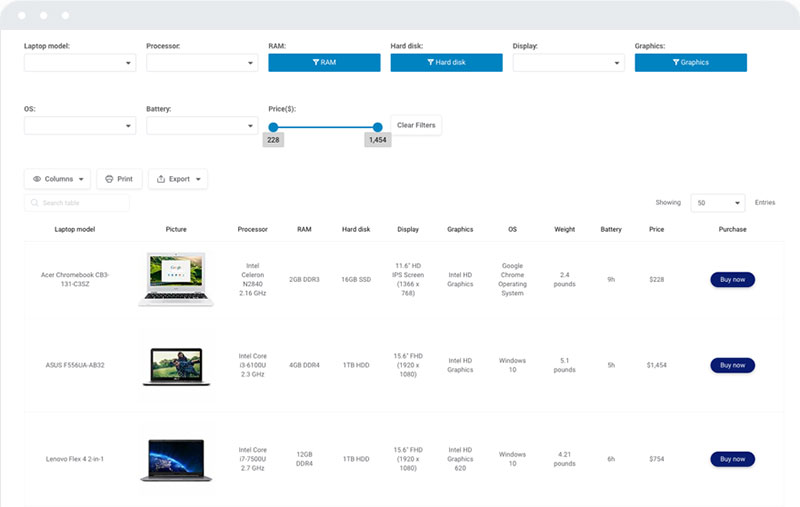 Laptop model: Processor: RAM: Hard disk: Display: Graphics:
RAM Hard disk Graphics
OS: Battery: Price($):
Clear Filters
228 1,454
Columns Print Export
Search table Showing 50 Entries
Laptop model Picture Processor RAM Hard disk Display Graphics OS Weight Battery Price Purchase
Acer Chromebook CB3-
131-C3SZ
Intel
Celeron
N2840
2.16 GHz
2GB DDR3
16GB SSD
11.6" HD
IPS Screen
(1366 x
768)
Intel HD
Graphics
Google
Chrome
Operating
System
2.4
pounds
9h
$228
Buy now
ASUS F556UA-AB32
Intel Core
i3-6100U
2.3 GHz
4GB DDR4
1TB HDD
15.6" FHD
(1920 x
1080)
Intel HD
Graphics
Windows
10
5.1
pounds
5h
$1,454
Buy now
Lenovo Flex 4 2-in-1
Intel Core
i7-7500U
2.7 GHz
12GB
DDR4
1TB HDD
15.6" FHD
(1920 x
1080)
Intel HD
Graphics
620
Windows
10
4.21
pounds
6h
$754
Buy now